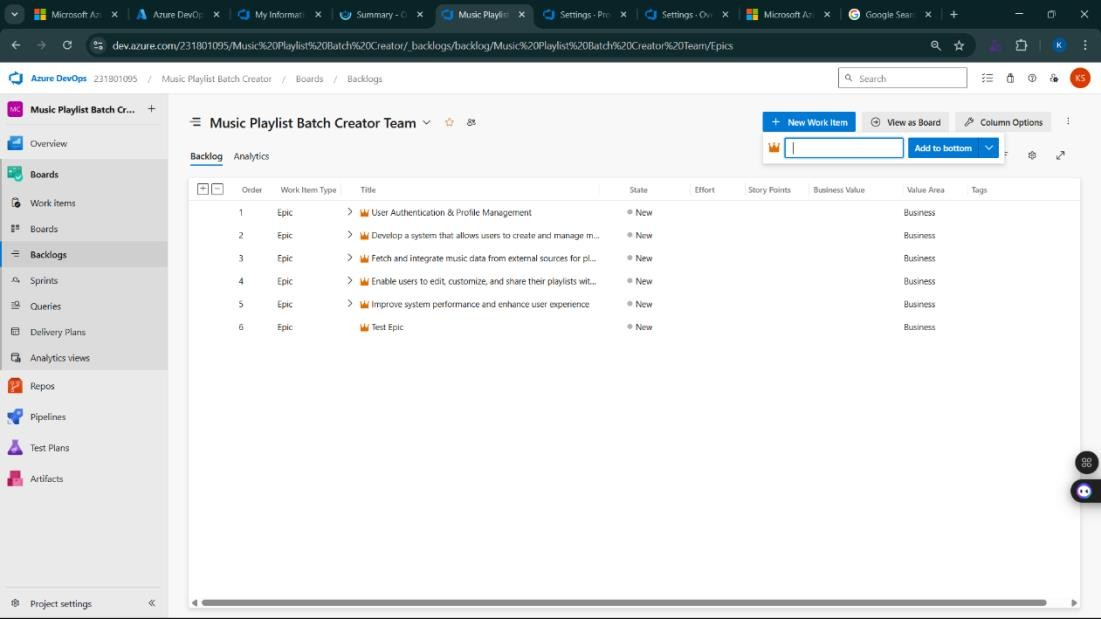 Microsoft Az
Azure DevOp
My Informati
Summary - O
Music Playlist
Settings · Pro
Settings · Ov
Microsoft Az
Google Sear
dev.azure.com/231801095/Music%20Playlist%20Batch%20Creator/_backlogs/backlog/Music%20Playlist%20Batch%20Creator%20Team/Epics
K
Azure DevOps 231801095 / Music Playlist Batch Creator / Boards / Backlogs
Search
KS
MC Music Playlist Batch Cr... +
Overview
Boards
Work items
Boards
Backlogs
Sprints
Queries
Delivery Plans
Analytics views
Repos
Pipelines
Test Plans
Artifacts
Project settings
Music Playlist Batch Creator Team
+ New Work Item
View as Board
Column Options
Backlog Analytics
Add to bottom
Order Work Item Type Title State Effort Story Points Business Value Value Area Tags
1 Epic User Authentication & Profile Management New Business
2 Epic Develop a system that allows users to create and manage m... New Business
3 Epic Fetch and integrate music data from external sources for pl... New Business
4 Epic Enable users to edit, customize, and share their playlists wit... New Business
5 Epic Improve system performance and enhance user experience New Business
6 Epic Test Epic New Business